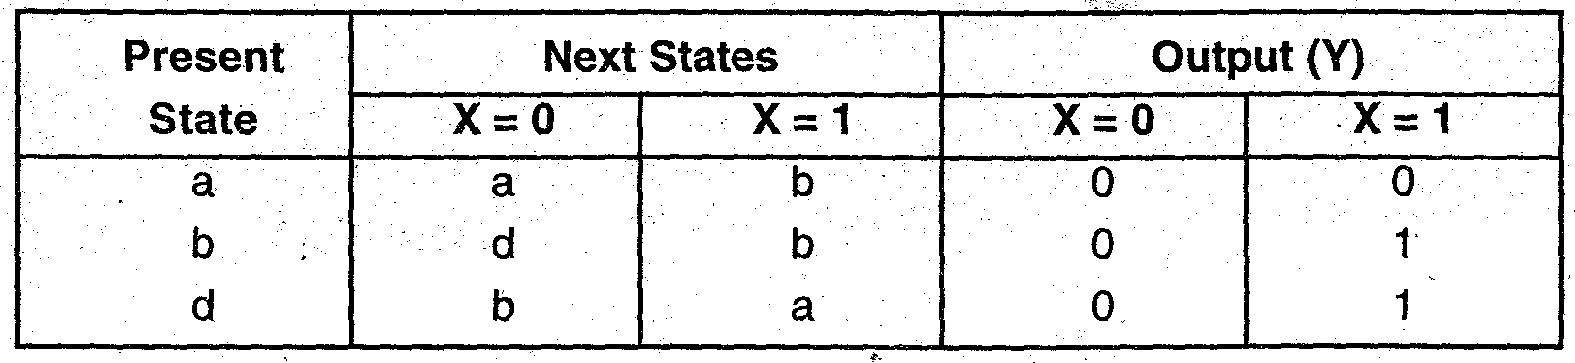 Present State Next States Output (Y)
X = 0 X = 1 X = 0 X = 1
a a b 0 0
b d b 0 1
d b a 0 1